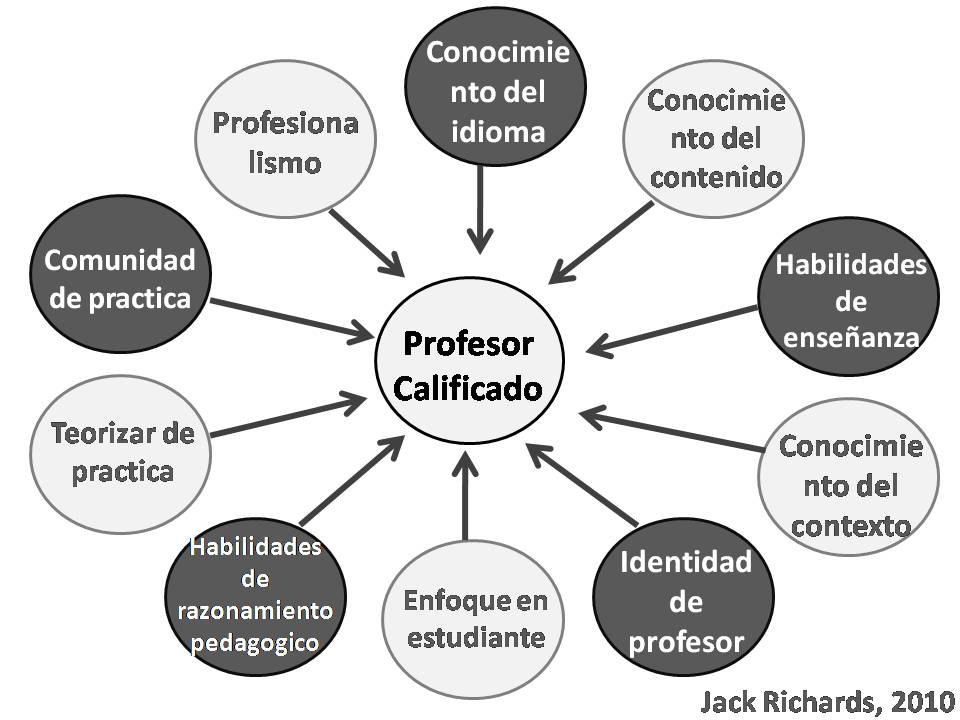 Conocimie
nto del
idioma
Conocimie
nto del
contenido
Habilidades
de
enseñanza
Conocimie
nto del
contexto
Identidad
de
profesor
Enfoque en
estudiante
Habilidades
de
razonamiento
pedagogico
Teorizar de
practica
Comunidad
de practica
Profesiona
lismo
Profesor
Calificado
Jack Richards, 2010